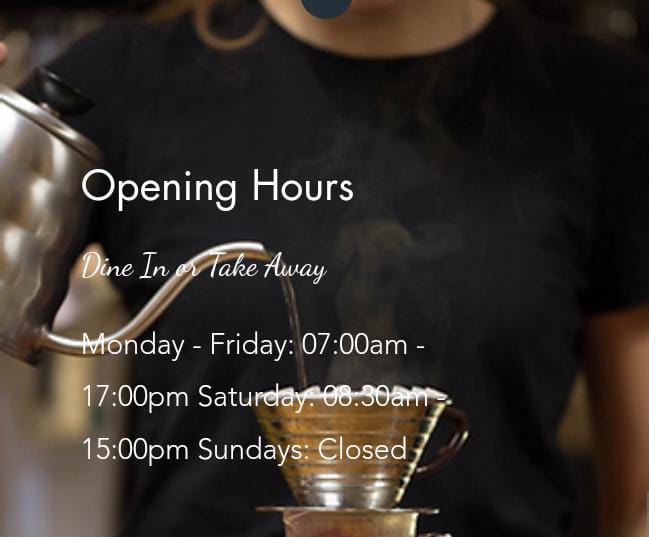 Opening Hours
Dine In or Take Away
Monday - Friday: 07:00am -
17:00pm Saturday: 08:30am -
15:00pm Sundays: Closed